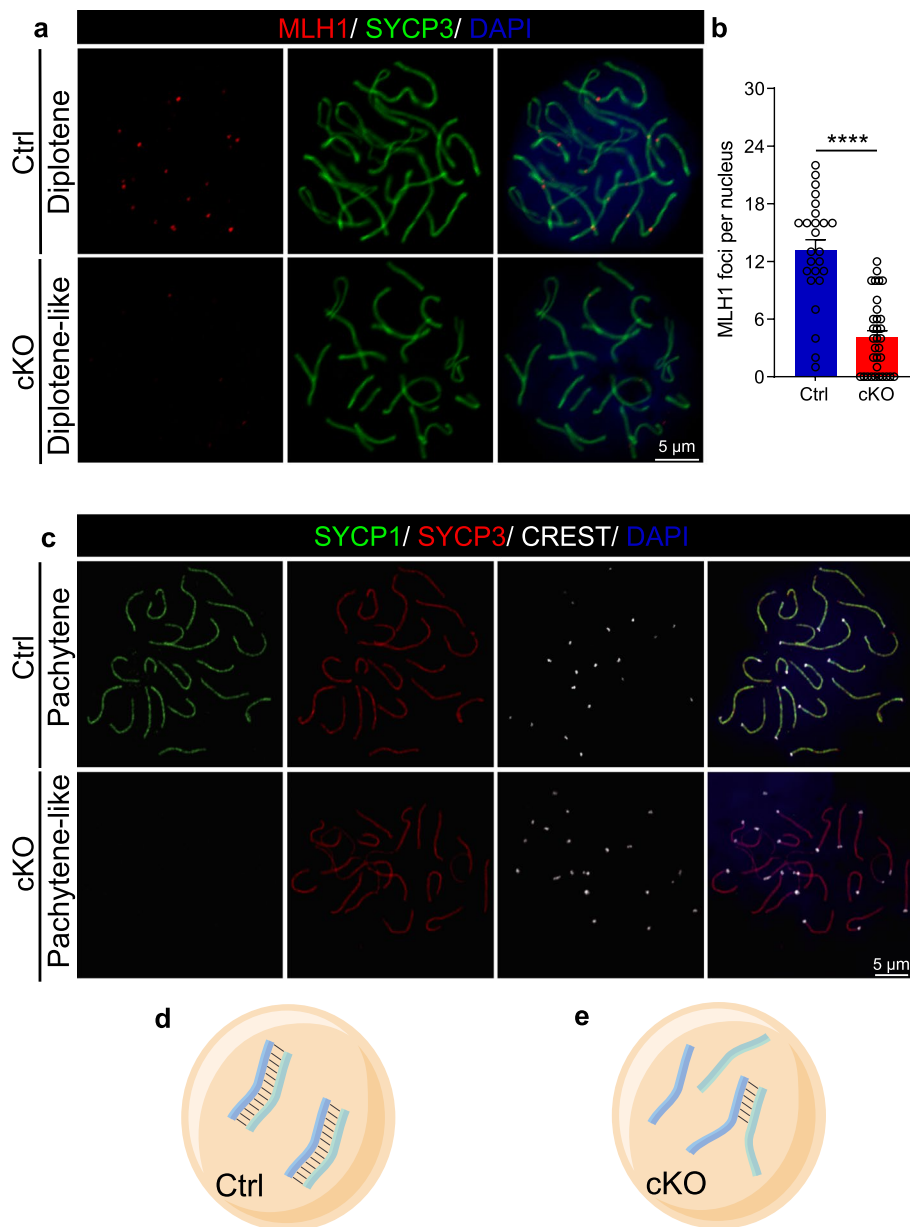 a
MLH1/ SYCP3/ DAPI
Ctrl
Diplotene
cKO
Diplotene-like
5 µm
b
MLH1 foci per nucleus
30
24
18
12
6
0
****
Ctrl
cKO
c
SYCP1/ SYCP3/ CREST/ DAPI
Ctrl
Pachytene
cKO
Pachytene-like
5 µm
d
Ctrl
e
cKO